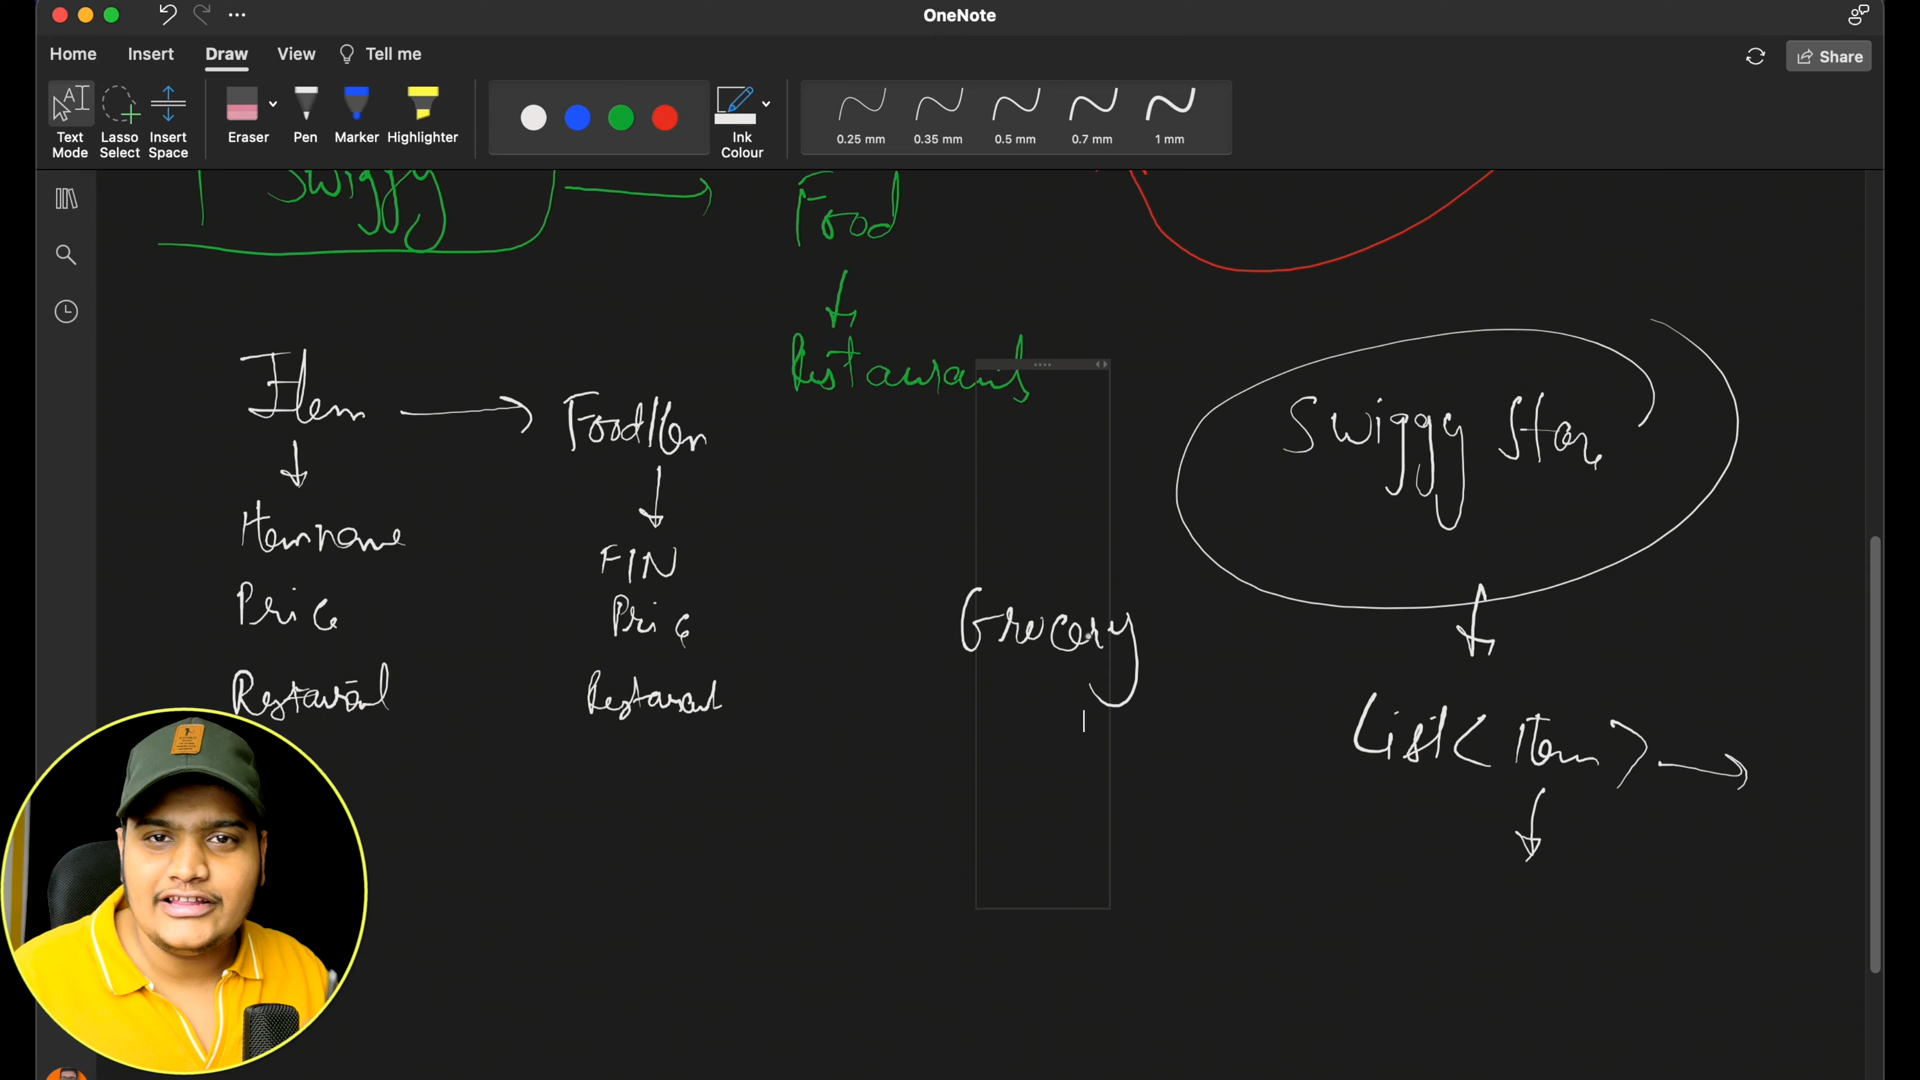 OneNote
Home Insert Draw View Tell me
Share
Text Mode
Lasso Select
Insert Space
Eraser
Pen
Marker
Highlighter
Ink Colour
0.25 mm
0.35 mm
0.5 mm
0.7 mm
1 mm
Swiggy
Food
Restaurant
Item
FoodItem
Swiggy Store
Itemname
Price
Restaurant
FIN
Price
Restaurant
Grocery
List<Item>